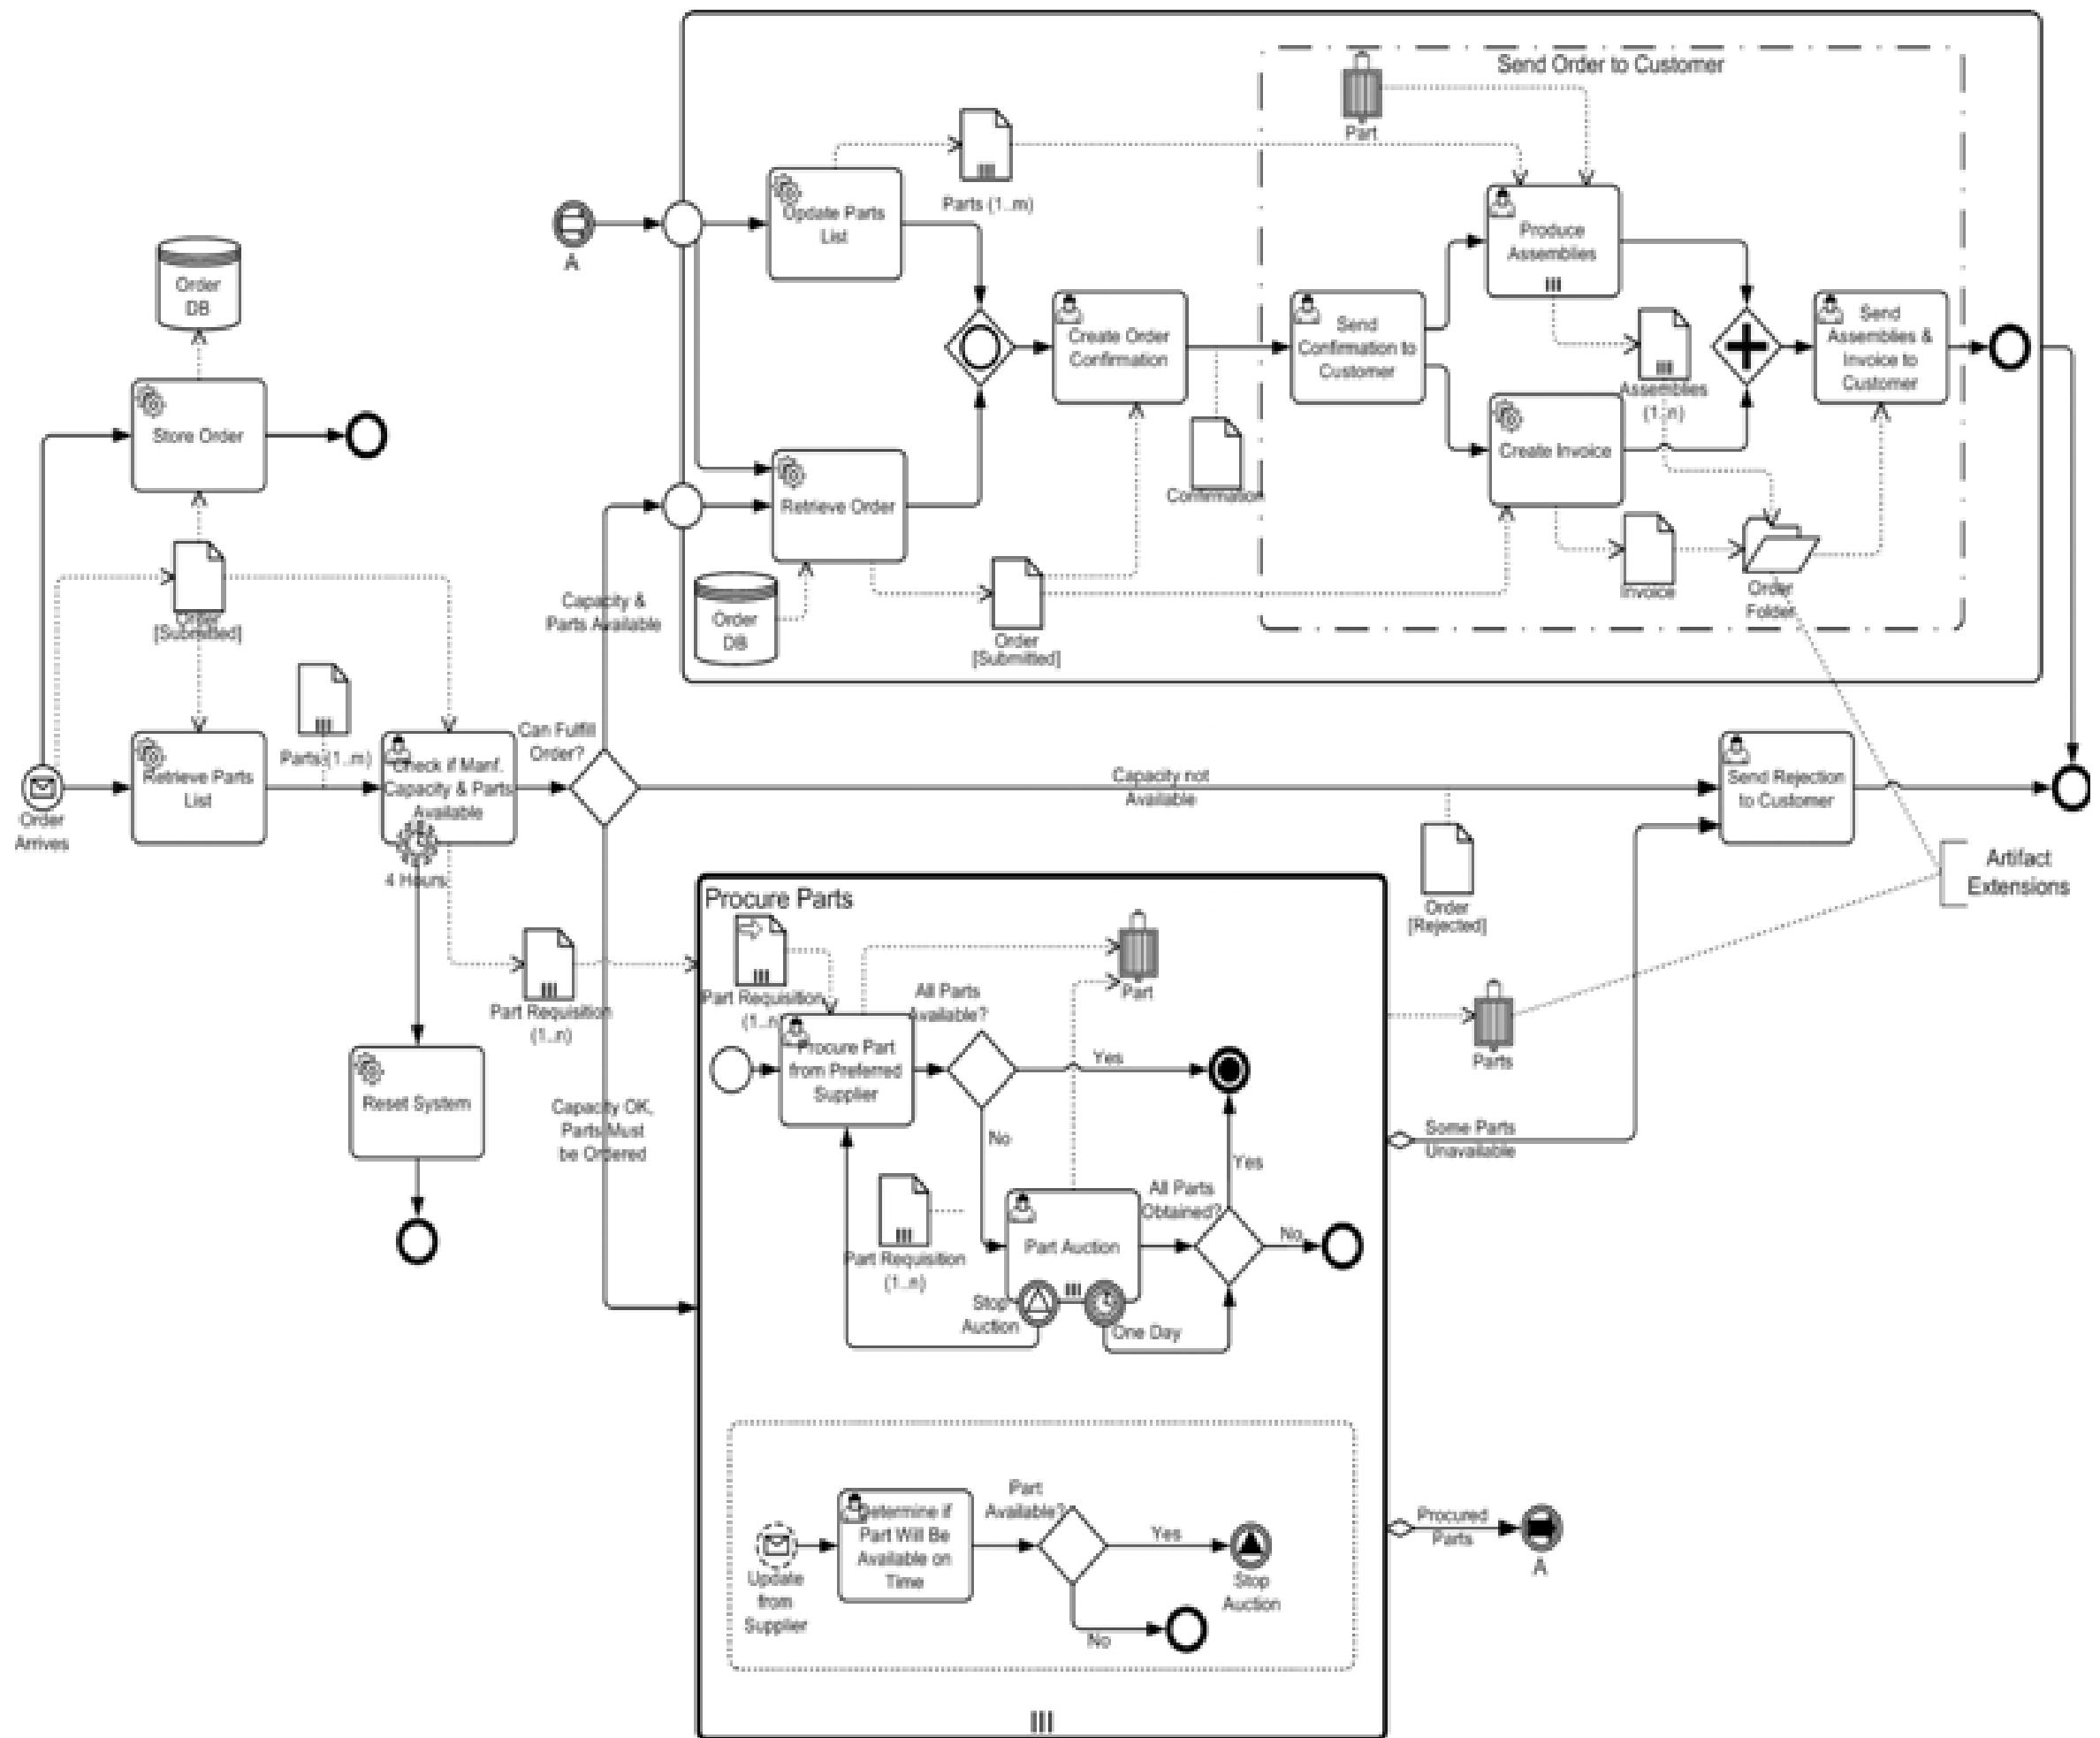 Send Order to Customer
Part
Parts (1..m)
Update Parts
List
A
Produce
Assemblies
Order
DB
Create Order
Confirmation
Send
Confirmation to
Customer
Send
Assemblies &
Invoice to
Customer
Assemblies
(1..n)
Store Order
Create Invoice
Confirmation
Retrieve Order
Capacity &
Parts Available
Order
DB
Order
[Submitted]
Invoice
Order
Folder
Order
[Submitted]
Parts (1..m)
Can Fulfill
Order?
Order
Arrives
Retrieve Parts
List
Check if Manf.
Capacity & Parts
Available
4 Hours
Capacity not
Available
Send Rejection
to Customer
Artifact
Extensions
Order
[Rejected]
Procure Parts
Part Requisition
(1..n)
Part Requisition
(1..n)
All Parts
Available?
Part
Parts
Procure Part
from Preferred
Supplier
Yes
No
Reset System
Capacity OK,
Parts Must
be Ordered
Some Parts
Unavailable
Yes
All Parts
Obtained?
Part Requisition
(1..n)
Part Auction
No
Stop
Auction
One Day
Part
Available?
Determine if
Part Will Be
Available on
Time
Update
from
Supplier
Yes
No
Stop
Auction
Procured
Parts
A